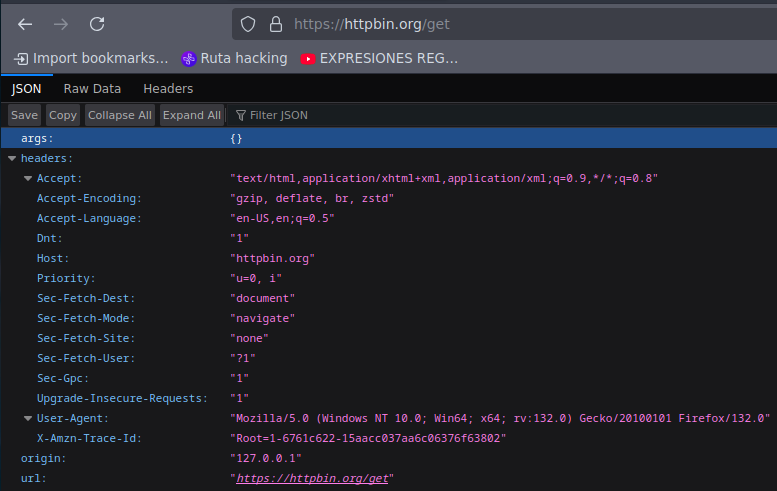 https://httpbin.org/get
Import bookmarks... Ruta hacking EXPRESIONES REG...
JSON Raw Data Headers
Save Copy Collapse All Expand All Filter JSON
args: {}
headers:
Accept: "text/html,application/xhtml+xml,application/xml;q=0.9,*/*;q=0.8"
Accept-Encoding: "gzip, deflate, br, zstd"
Accept-Language: "en-US,en;q=0.5"
Dnt: "1"
Host: "httpbin.org"
Priority: "u=0, i"
Sec-Fetch-Dest: "document"
Sec-Fetch-Mode: "navigate"
Sec-Fetch-Site: "none"
Sec-Fetch-User: "?1"
Sec-Gpc: "1"
Upgrade-Insecure-Requests: "1"
User-Agent: "Mozilla/5.0 (Windows NT 10.0; Win64; x64; rv:132.0) Gecko/20100101 Firefox/132.0"
X-Amzn-Trace-Id: "Root=1-6761c622-15aacc037aa6c06376f63802"
origin: "127.0.0.1"
url: "https://httpbin.org/get"